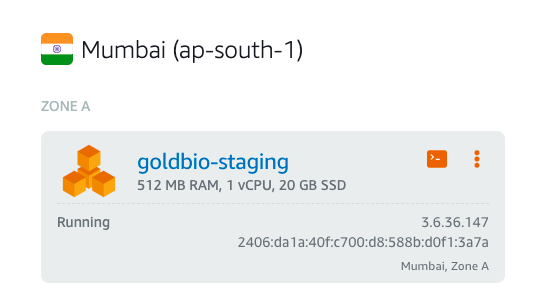 Mumbai (ap-south-1)
ZONE A
goldbio-staging
512 MB RAM, 1 vCPU, 20 GB SSD
Running
3.6.36.147
2406:da1a:40f:c700:d8:588b:d0f1:3a7a
Mumbai, Zone A